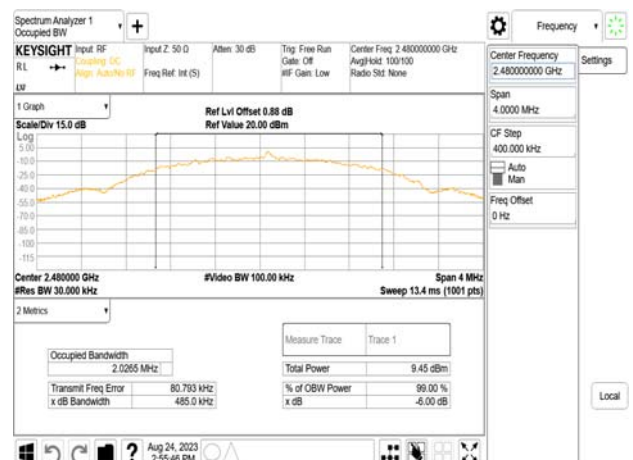 Spectrum Analyzer 1
Occupied BW
+
Frequency
KEYSIGHT
RL
Input: RF
Coupling: DC
Align: Auto/No RF
Input Z: 50 Ω
Freq Ref: Int (S)
Atten: 30 dB
Trig: Free Run
Gate: Off
#IF Gain: Low
Center Freq: 2.480000000 GHz
Avg|Hold: 100/100
Radio Std: None
Center Frequency
2.480000000 GHz
Settings
Span
4.0000 MHz
CF Step
400.000 kHz
Auto
Man
Freq Offset
0 Hz
1 Graph
Scale/Div 15.0 dB
Ref Lvl Offset 0.88 dB
Ref Value 20.00 dBm
Log
5.00
-10.0
-25.0
-40.0
-55.0
-70.0
-85.0
-100
-115
Center 2.480000 GHz
#Res BW 30.000 kHz
#Video BW 100.00 kHz
Span 4 MHz
Sweep 13.4 ms (1001 pts)
2 Metrics
Measure Trace
Trace 1
Occupied Bandwidth
2.0265 MHz
Total Power
9.45 dBm
Transmit Freq Error
80.793 kHz
% of OBW Power
99.00 %
x dB Bandwidth
485.0 kHz
x dB
-6.00 dB
Local
?
Aug 24, 2023
2:55:46 PM